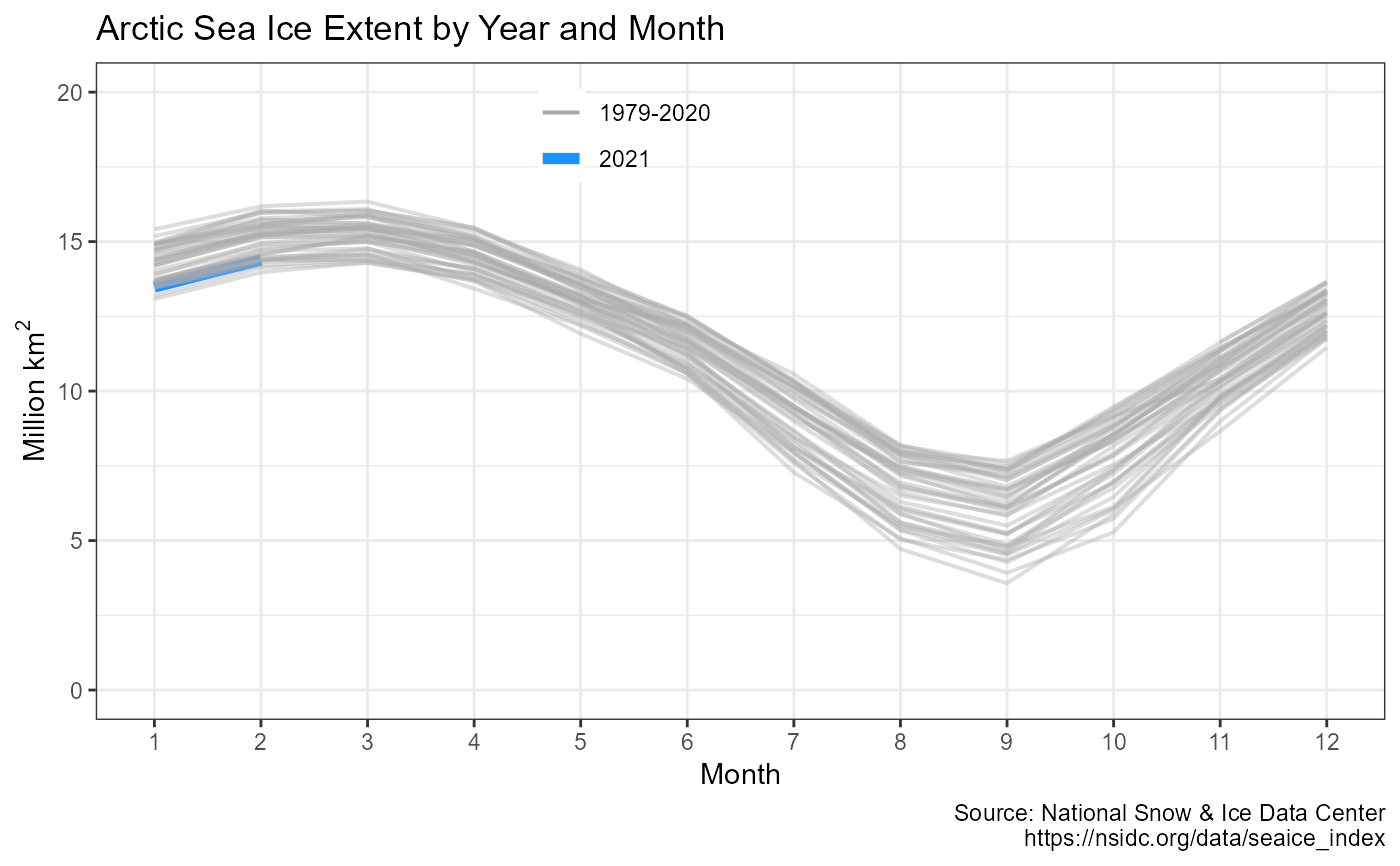 Arctic Sea Ice Extent by Year and Month
20
15
10
5
0
Million km²
1979-2020
2021
1 2 3 4 5 6 7 8 9 10 11 12
Month
Source: National Snow & Ice Data Center
https://nsidc.org/data/seaice_index